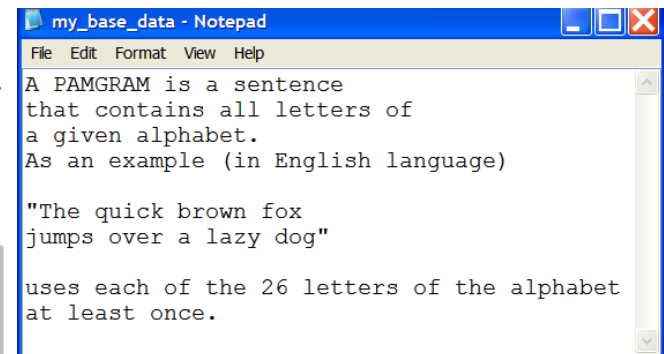 my_base_data - Notepad
File Edit Format View Help
A PAMGRAM is a sentence
that contains all letters of
a given alphabet.
As an example (in English language)
"The quick brown fox
jumps over a lazy dog"
uses each of the 26 letters of the alphabet
at least once.